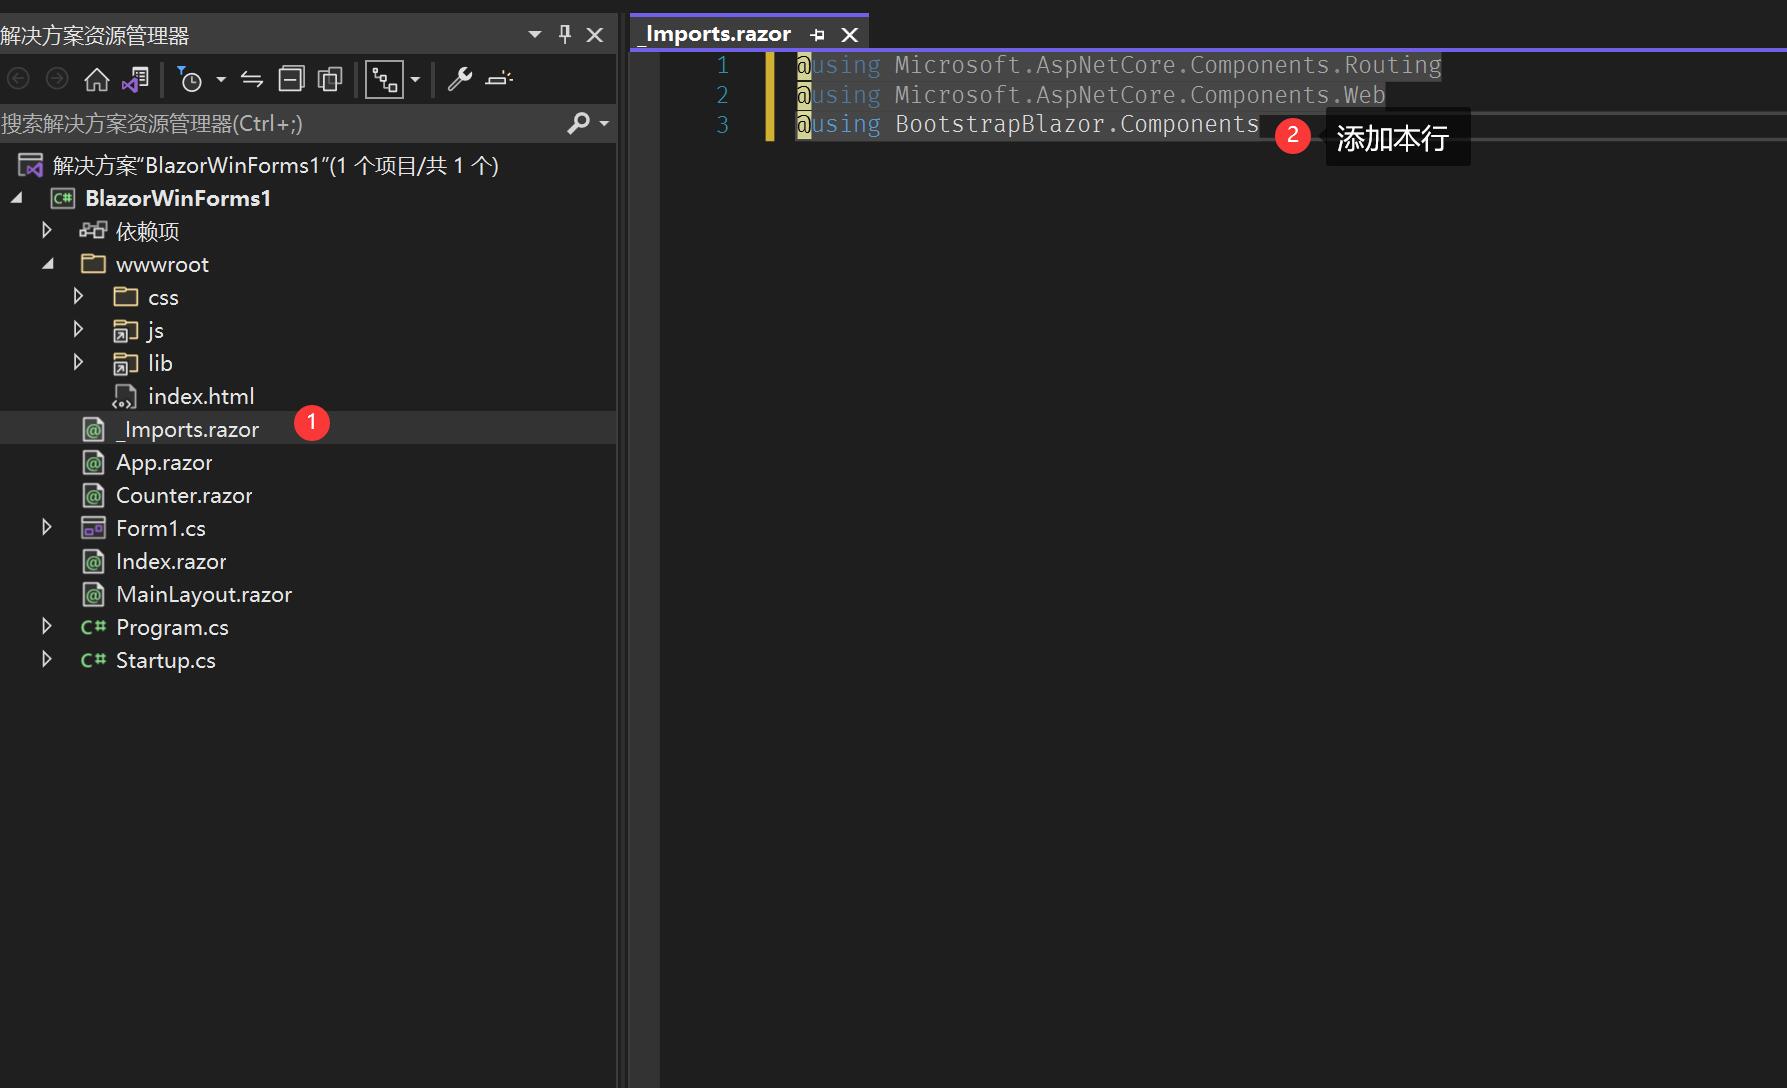 解决方案资源管理器
搜索解决方案资源管理器(Ctrl+;)
解决方案“BlazorWinForms1”(1 个项目/共 1 个)
C# BlazorWinForms1
依赖项
wwwroot
css
js
lib
index.html
_Imports.razor
1
App.razor
Counter.razor
Form1.cs
Index.razor
MainLayout.razor
C# Program.cs
C# Startup.cs
_Imports.razor
1 @using Microsoft.AspNetCore.Components.Routing
2 @using Microsoft.AspNetCore.Components.Web
3 @using BootstrapBlazor.Components
2 添加本行